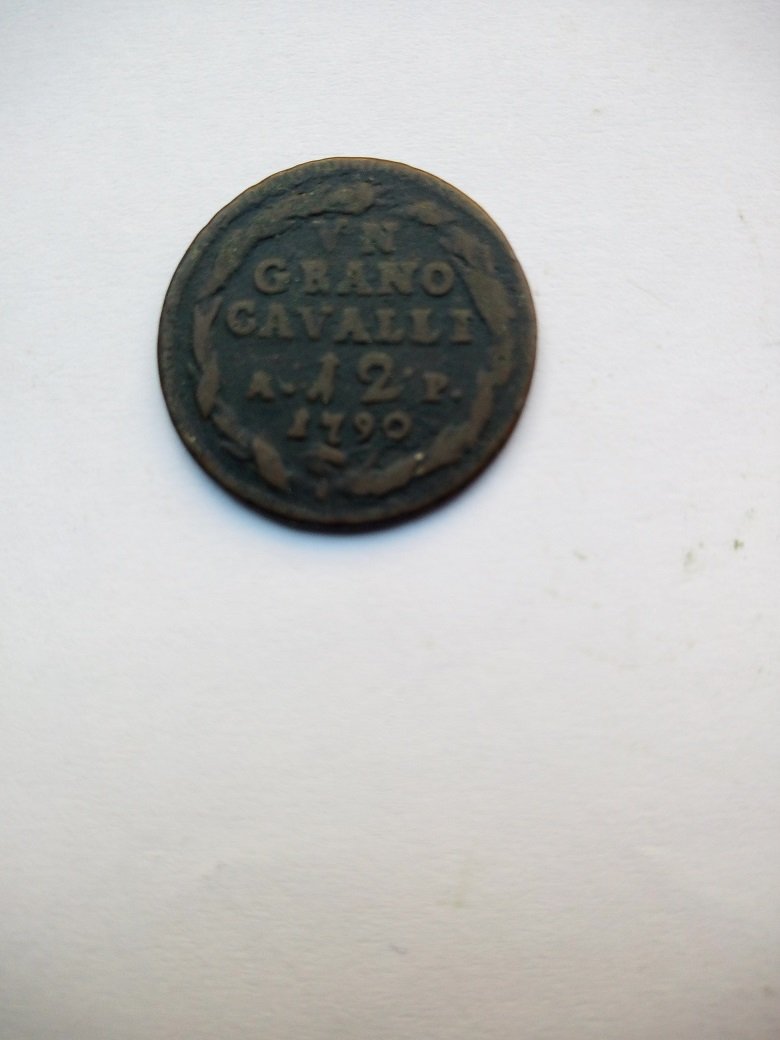 VN
GRANO
CAVALLI
A. 12 P.
1790